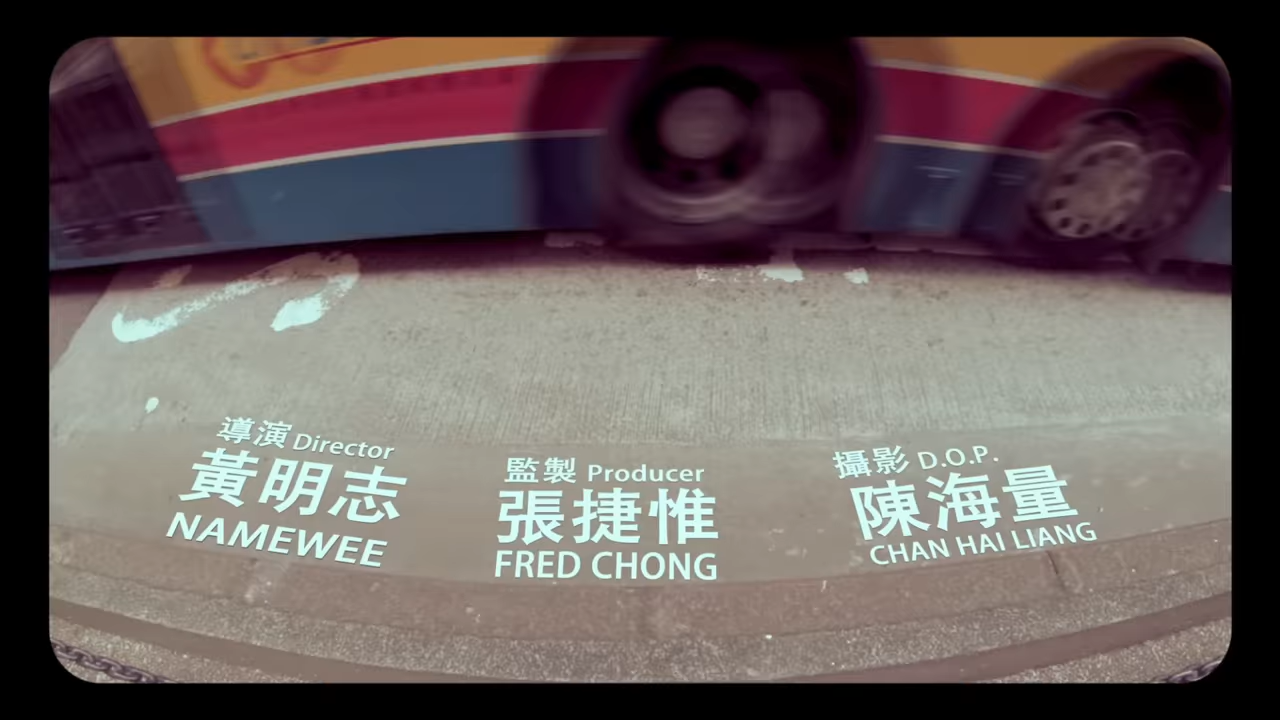 導演 Director
黃明志
NAMEWEE
監製 Producer
張捷惟
FRED CHONG
攝影 D.O.P.
陳海量
CHAN HAI LIANG